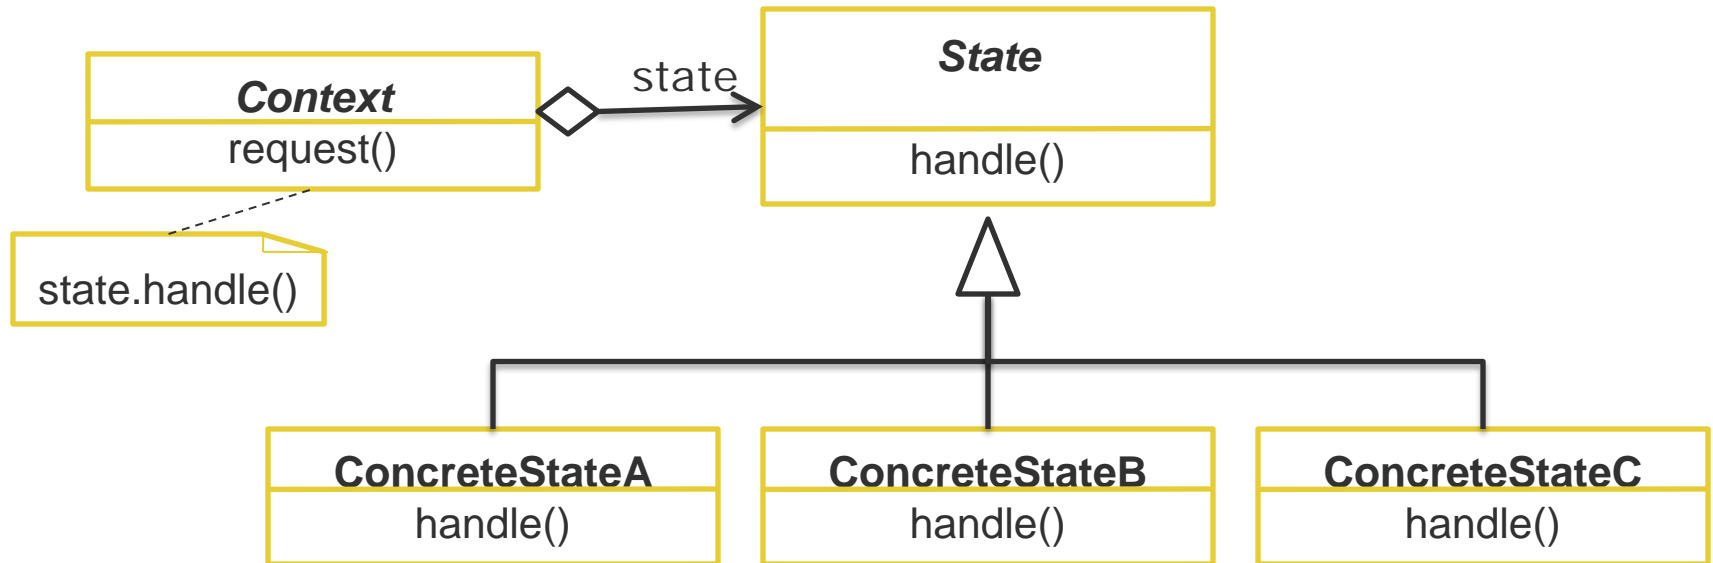 Context
request()
state
State
handle()
state.handle()
ConcreteStateA
handle()
ConcreteStateB
handle()
ConcreteStateC
handle()